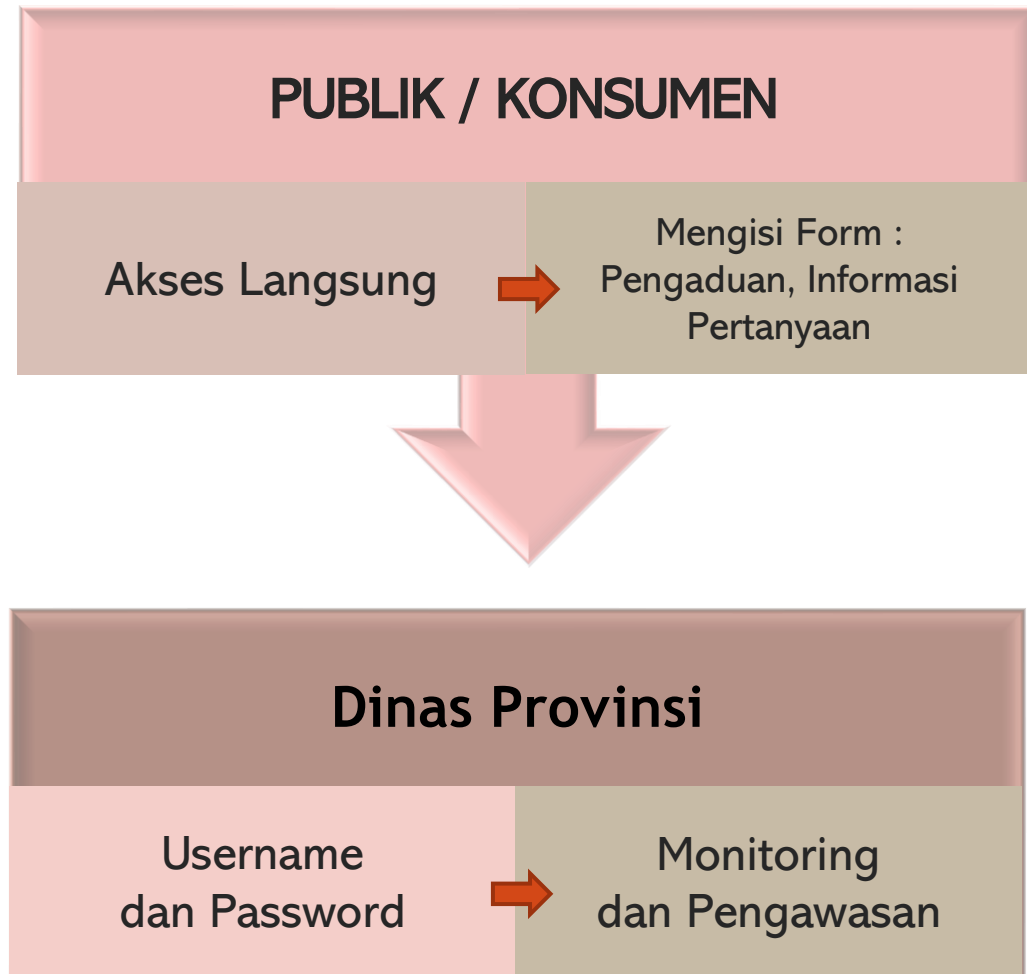 PUBLIK / KONSUMEN
Akses Langsung
Mengisi Form :
Pengaduan, Informasi
Pertanyaan
Dinas Provinsi
Username
dan Password
Monitoring
dan Pengawasan